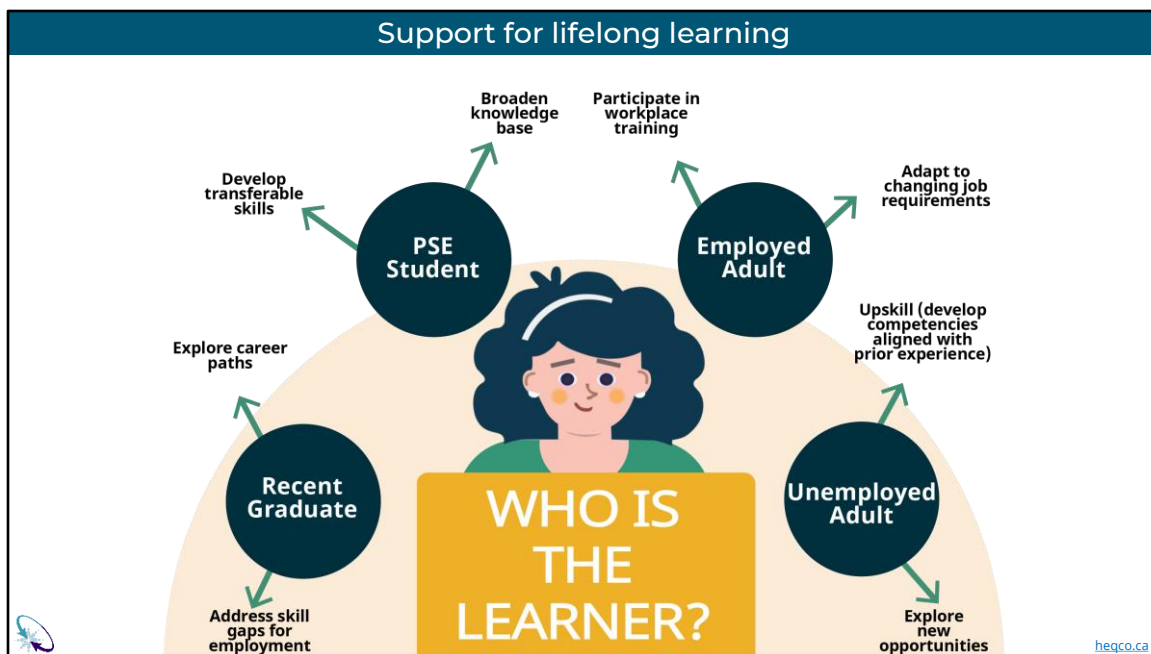 Support for lifelong learning
Broaden
knowledge
base
Participate in
workplace
training
Develop
transferable
skills
Adapt to
changing job
requirements
PSE
Student
Employed
Adult
Explore career
paths
Upskill (develop
competencies
aligned with
prior experience)
Recent
Graduate
Unemployed
Adult
WHO IS
THE
LEARNER?
Address skill
gaps for
employment
Explore
new
opportunities
heqco.ca